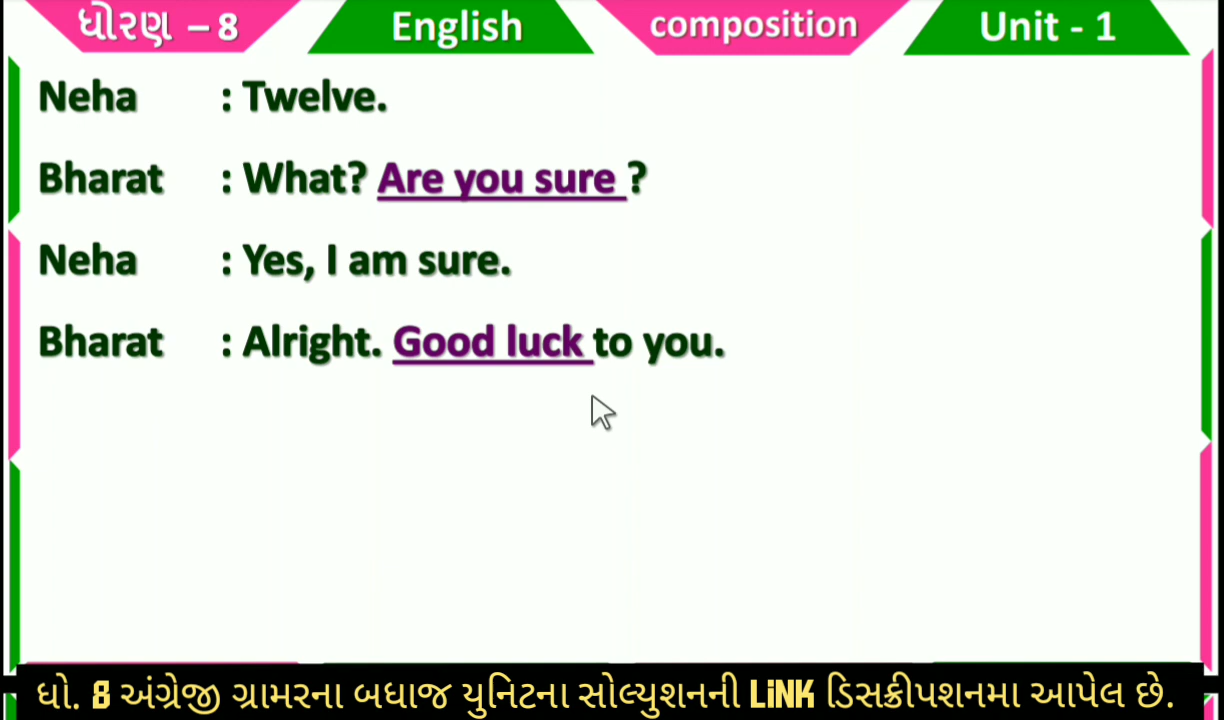 ધોરણ – 8 English composition Unit - 1
Neha : Twelve.
Bharat : What? Are you sure ?
Neha : Yes, I am sure.
Bharat : Alright. Good luck to you.
ધો. 8 અંગ્રેજી ગ્રામરના બધાજ યુનિટના સોલ્યુશનની LiNK ડિસક્રીપશનમા આપેલ છે.